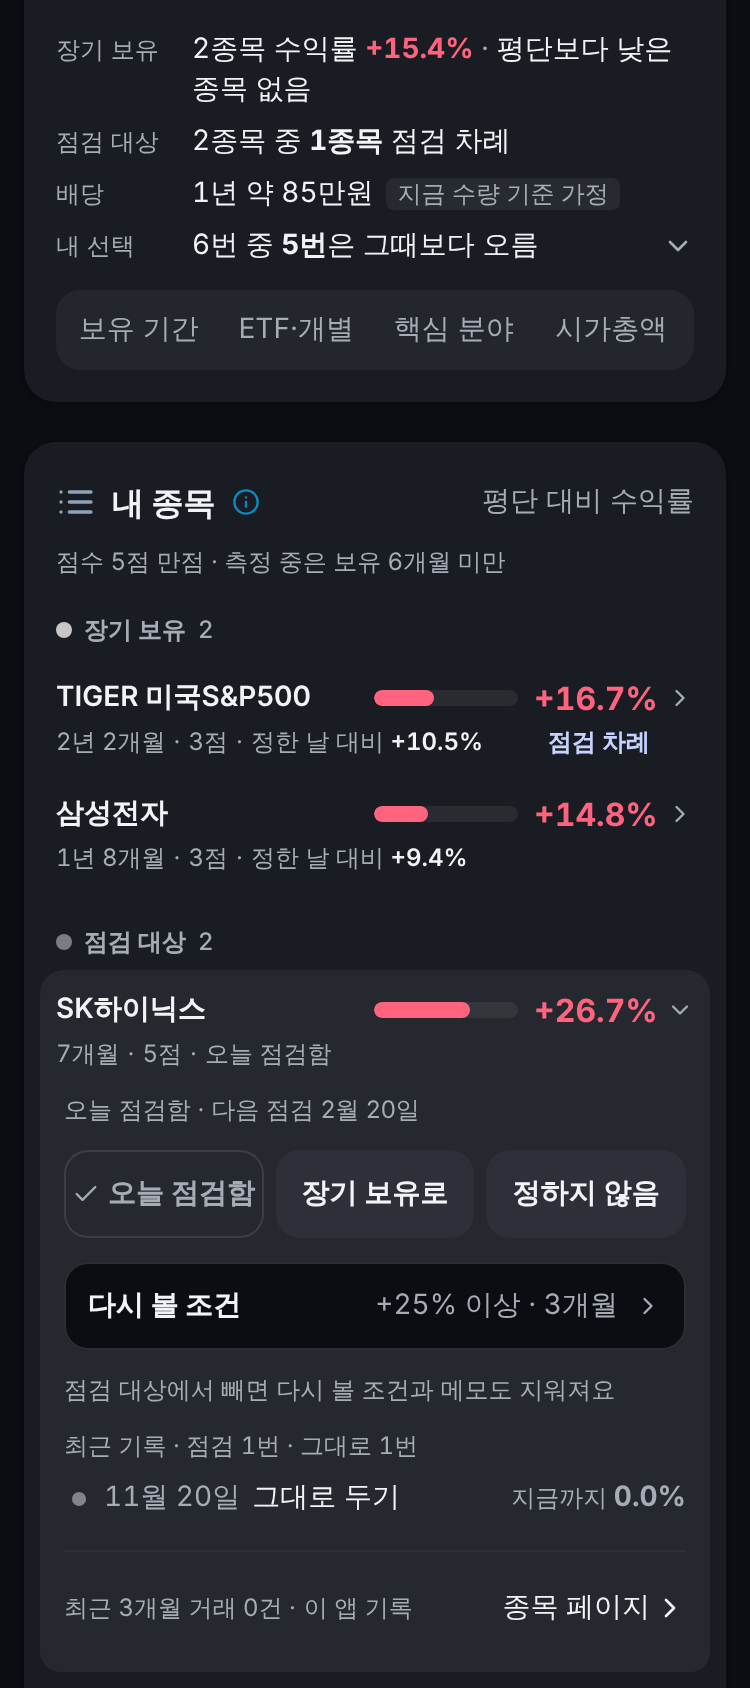 장기 보유 2종목 수익률 +15.4% · 평단보다 낮은
종목 없음
점검 대상 2종목 중 1종목 점검 차례
배당 1년 약 85만원 지금 수량 기준 가정
내 선택 6번 중 5번은 그때보다 오름
보유 기간 ETF·개별 핵심 분야 시가총액
내 종목 평단 대비 수익률
점수 5점 만점 · 측정 중은 보유 6개월 미만
장기 보유 2
TIGER 미국S&P500 +16.7%
2년 2개월 · 3점 · 정한 날 대비 +10.5% 점검 차례
삼성전자 +14.8%
1년 8개월 · 3점 · 정한 날 대비 +9.4%
점검 대상 2
SK하이닉스 +26.7%
7개월 · 5점 · 오늘 점검함
오늘 점검함 · 다음 점검 2월 20일
오늘 점검함 장기 보유로 정하지 않음
다시 볼 조건 +25% 이상 · 3개월
점검 대상에서 빼면 다시 볼 조건과 메모도 지워져요
최근 기록 · 점검 1번 · 그대로 1번
11월 20일 그대로 두기 지금까지 0.0%
최근 3개월 거래 0건 · 이 앱 기록 종목 페이지